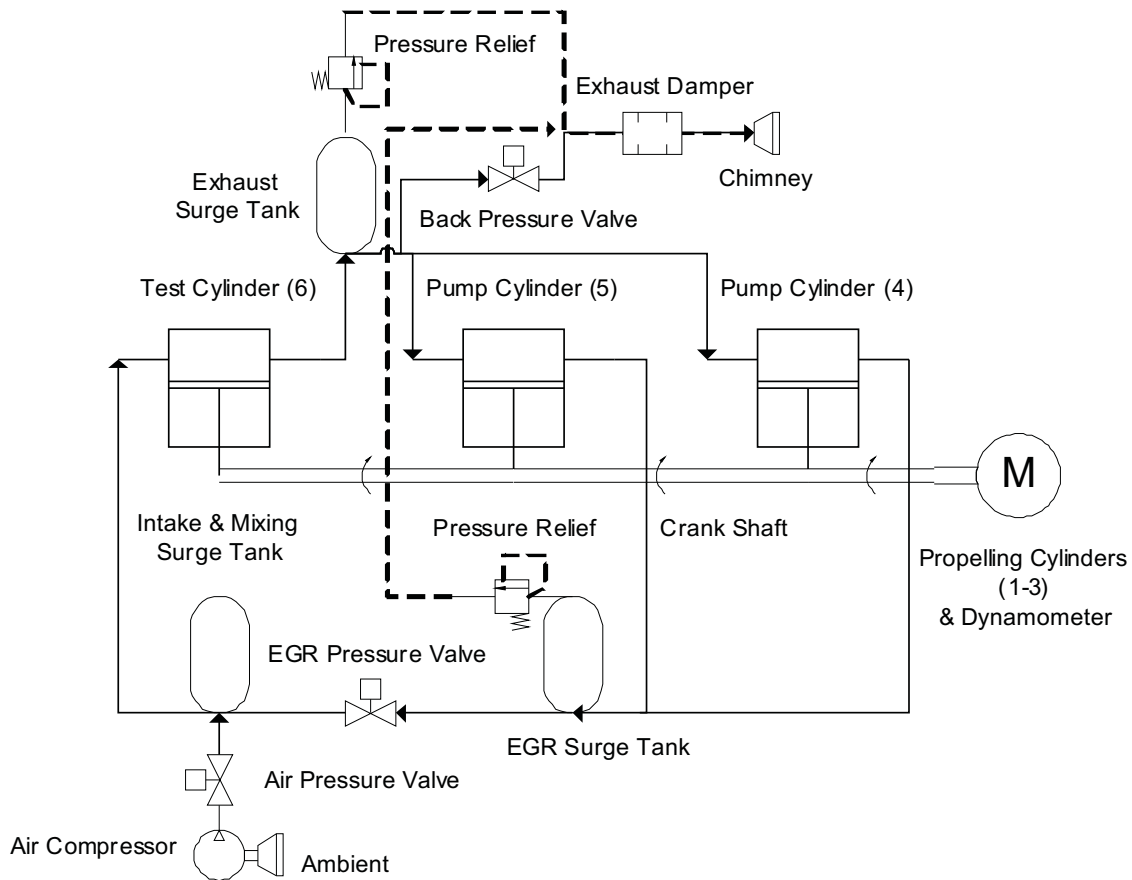 Pressure Relief
Exhaust Damper
Exhaust
Surge Tank
Chimney
Back Pressure Valve
Test Cylinder (6)
Pump Cylinder (5)
Pump Cylinder (4)
M
Intake & Mixing
Surge Tank
Pressure Relief
Crank Shaft
Propelling Cylinders
(1-3)
& Dynamometer
EGR Pressure Valve
EGR Surge Tank
Air Pressure Valve
Air Compressor
Ambient